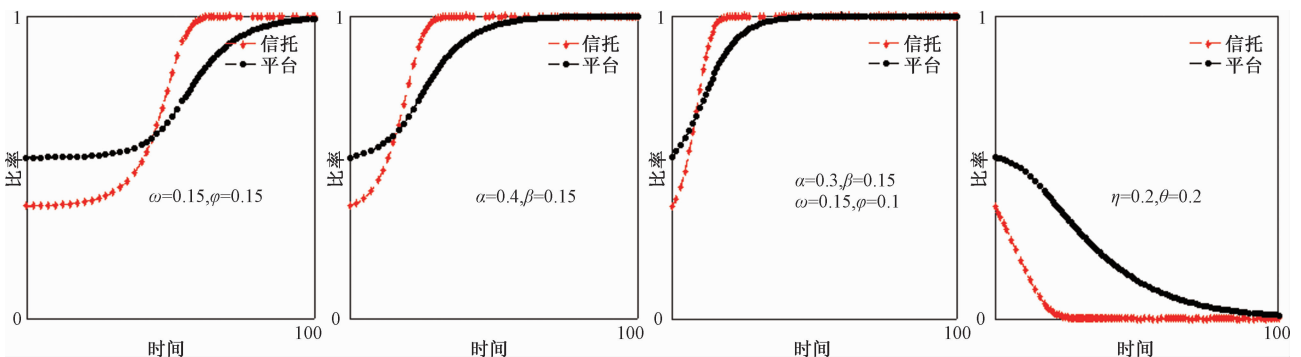 1
信托
平台
比率
ω=0.15,φ=0.15
0
100
时间
1
信托
平台
比率
α=0.4,β=0.15
0
100
时间
1
信托
平台
比率
α=0.3,β=0.15
ω=0.15,φ=0.1
0
100
时间
1
信托
平台
比率
η=0.2,θ=0.2
0
100
时间